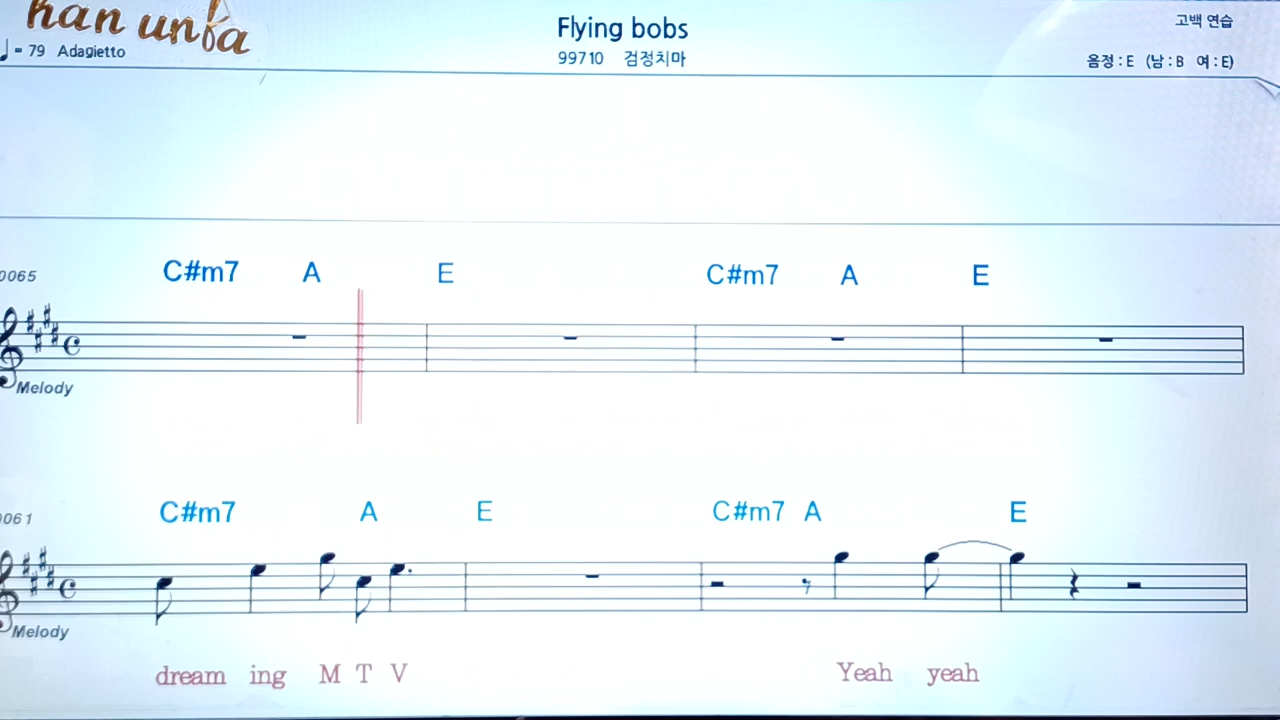 han unfa
Flying bobs
고백 연습
= 79 Adagietto
99710 검정치마
음정 : E (남 : B 여 : E)
0065
C#m7 A E C#m7 A E
Melody
0061
C#m7 A E C#m7 A E
Melody
dream ing M T V Yeah yeah